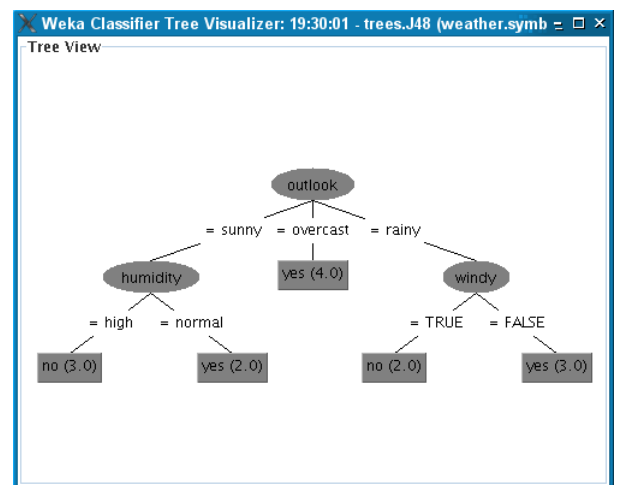 Weka Classifier Tree Visualizer: 19:30:01 - trees.J48 (weather.symb
Tree View
outlook
= sunny = overcast = rainy
humidity yes (4.0) windy
= high = normal = TRUE = FALSE
no (3.0) yes (2.0) no (2.0) yes (3.0)